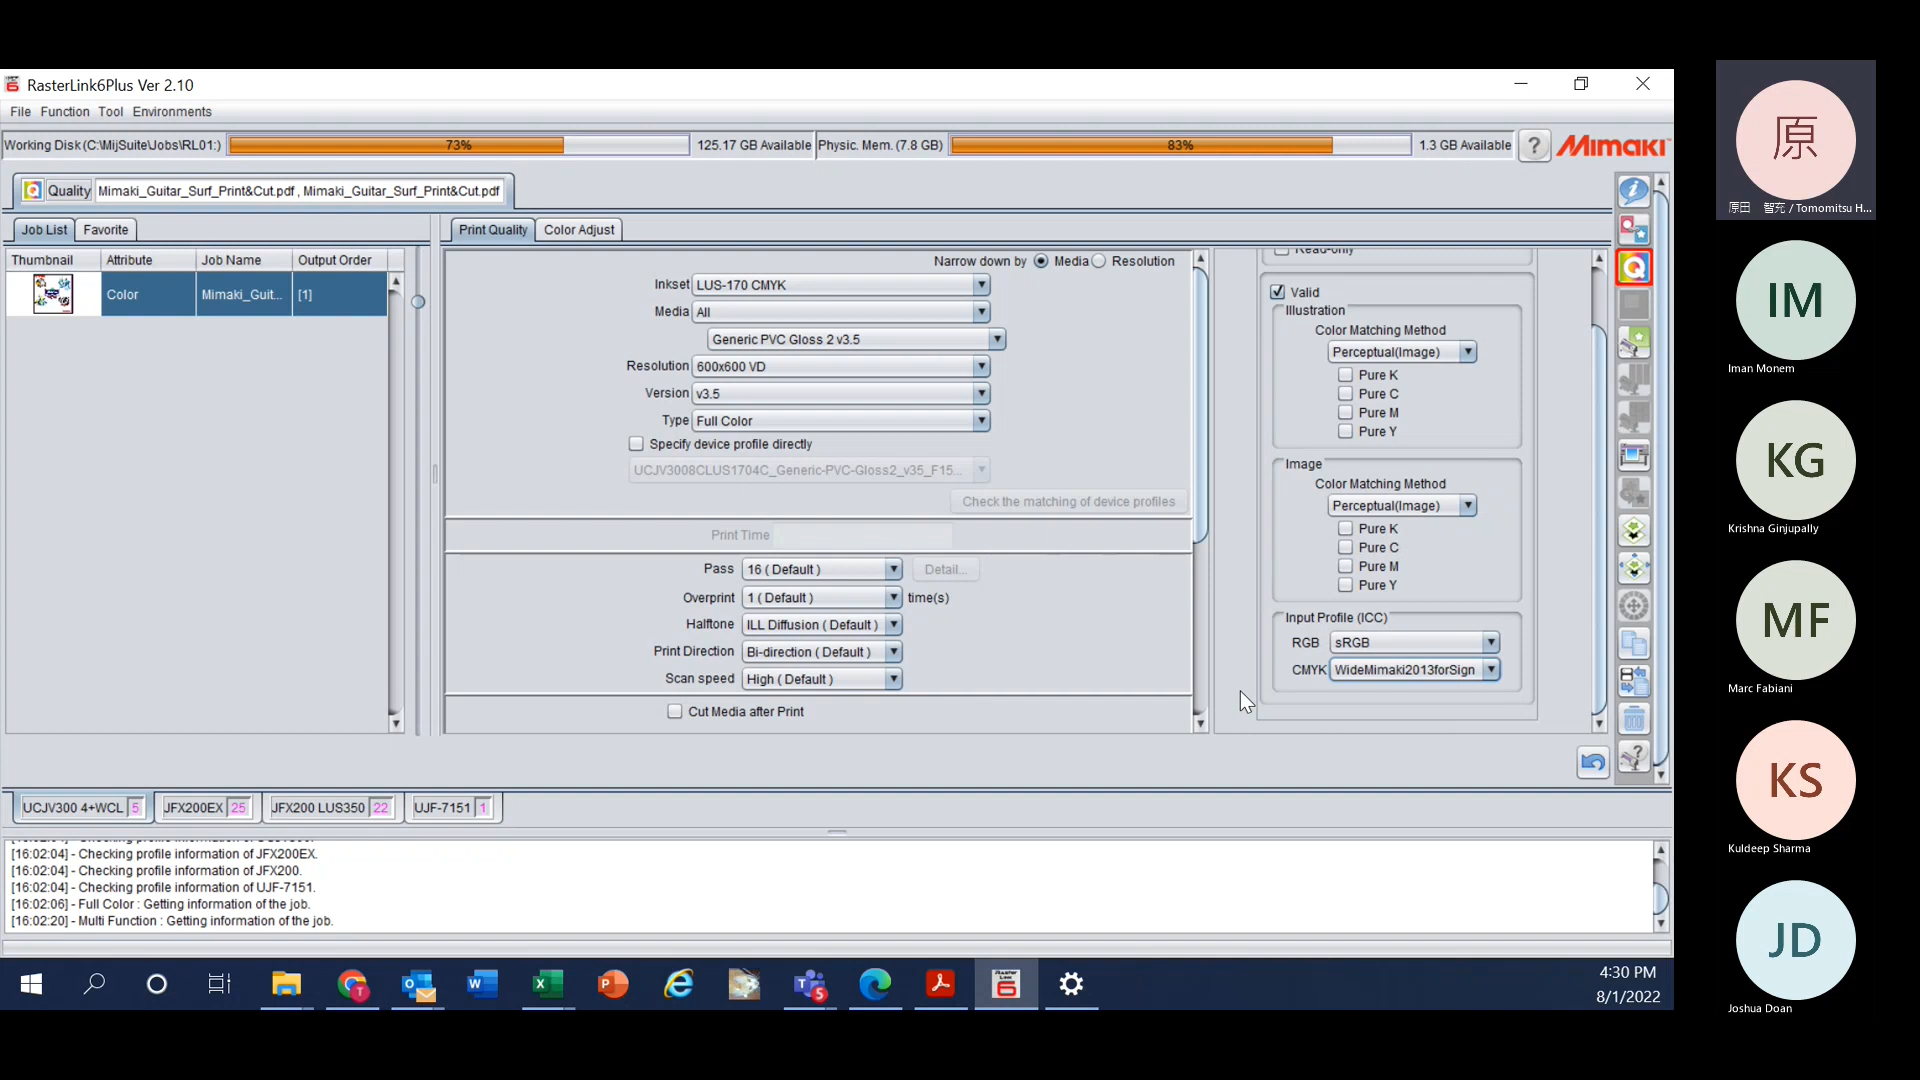 RasterLink6Plus Ver 2.10
File Function Tool Environments
Working Disk (C:\MijSuite\Jobs\RL01:) 73% 125.17 GB Available Physic. Mem. (7.8 GB) 83% 1.3 GB Available ? Mimaki
Quality Mimaki_Guitar_Surf_Print&Cut.pdf , Mimaki_Guitar_Surf_Print&Cut.pdf
Job List Favorite
Thumbnail Attribute Job Name Output Order
Color Mimaki_Guit... [1]
Print Quality Color Adjust
Narrow down by Media Resolution
Inkset LUS-170 CMYK
Media All
Generic PVC Gloss 2 v3.5
Resolution 600x600 VD
Version v3.5
Type Full Color
Specify device profile directly
UCJV3008CLUS1704C_Generic-PVC-Gloss2_v35_F15...
Check the matching of device profiles
Print Time
Pass 16 ( Default ) Detail...
Overprint 1 ( Default ) time(s)
Halftone ILL Diffusion ( Default )
Print Direction Bi-direction ( Default )
Scan speed High ( Default )
Cut Media after Print
Read-only
Valid
Illustration
Color Matching Method
Perceptual(Image)
Pure K
Pure C
Pure M
Pure Y
Image
Color Matching Method
Perceptual(Image)
Pure K
Pure C
Pure M
Pure Y
Input Profile (ICC)
RGB sRGB
CMYK WideMimaki2013forSign
UCJV300 4+WCL 5 JFX200EX 25 JFX200 LUS350 22 UJF-7151 1
[16:02:04] - Checking profile information of JFX200EX.
[16:02:04] - Checking profile information of JFX200.
[16:02:04] - Checking profile information of UJF-7151.
[16:02:06] - Full Color : Getting information of the job.
[16:02:20] - Multi Function : Getting information of the job.
4:30 PM
8/1/2022
原
原田 智充 / Tomomitsu H...
IM
Iman Monem
KG
Krishna Ginjupally
MF
Marc Fabiani
KS
Kuldeep Sharma
JD
Joshua Doan